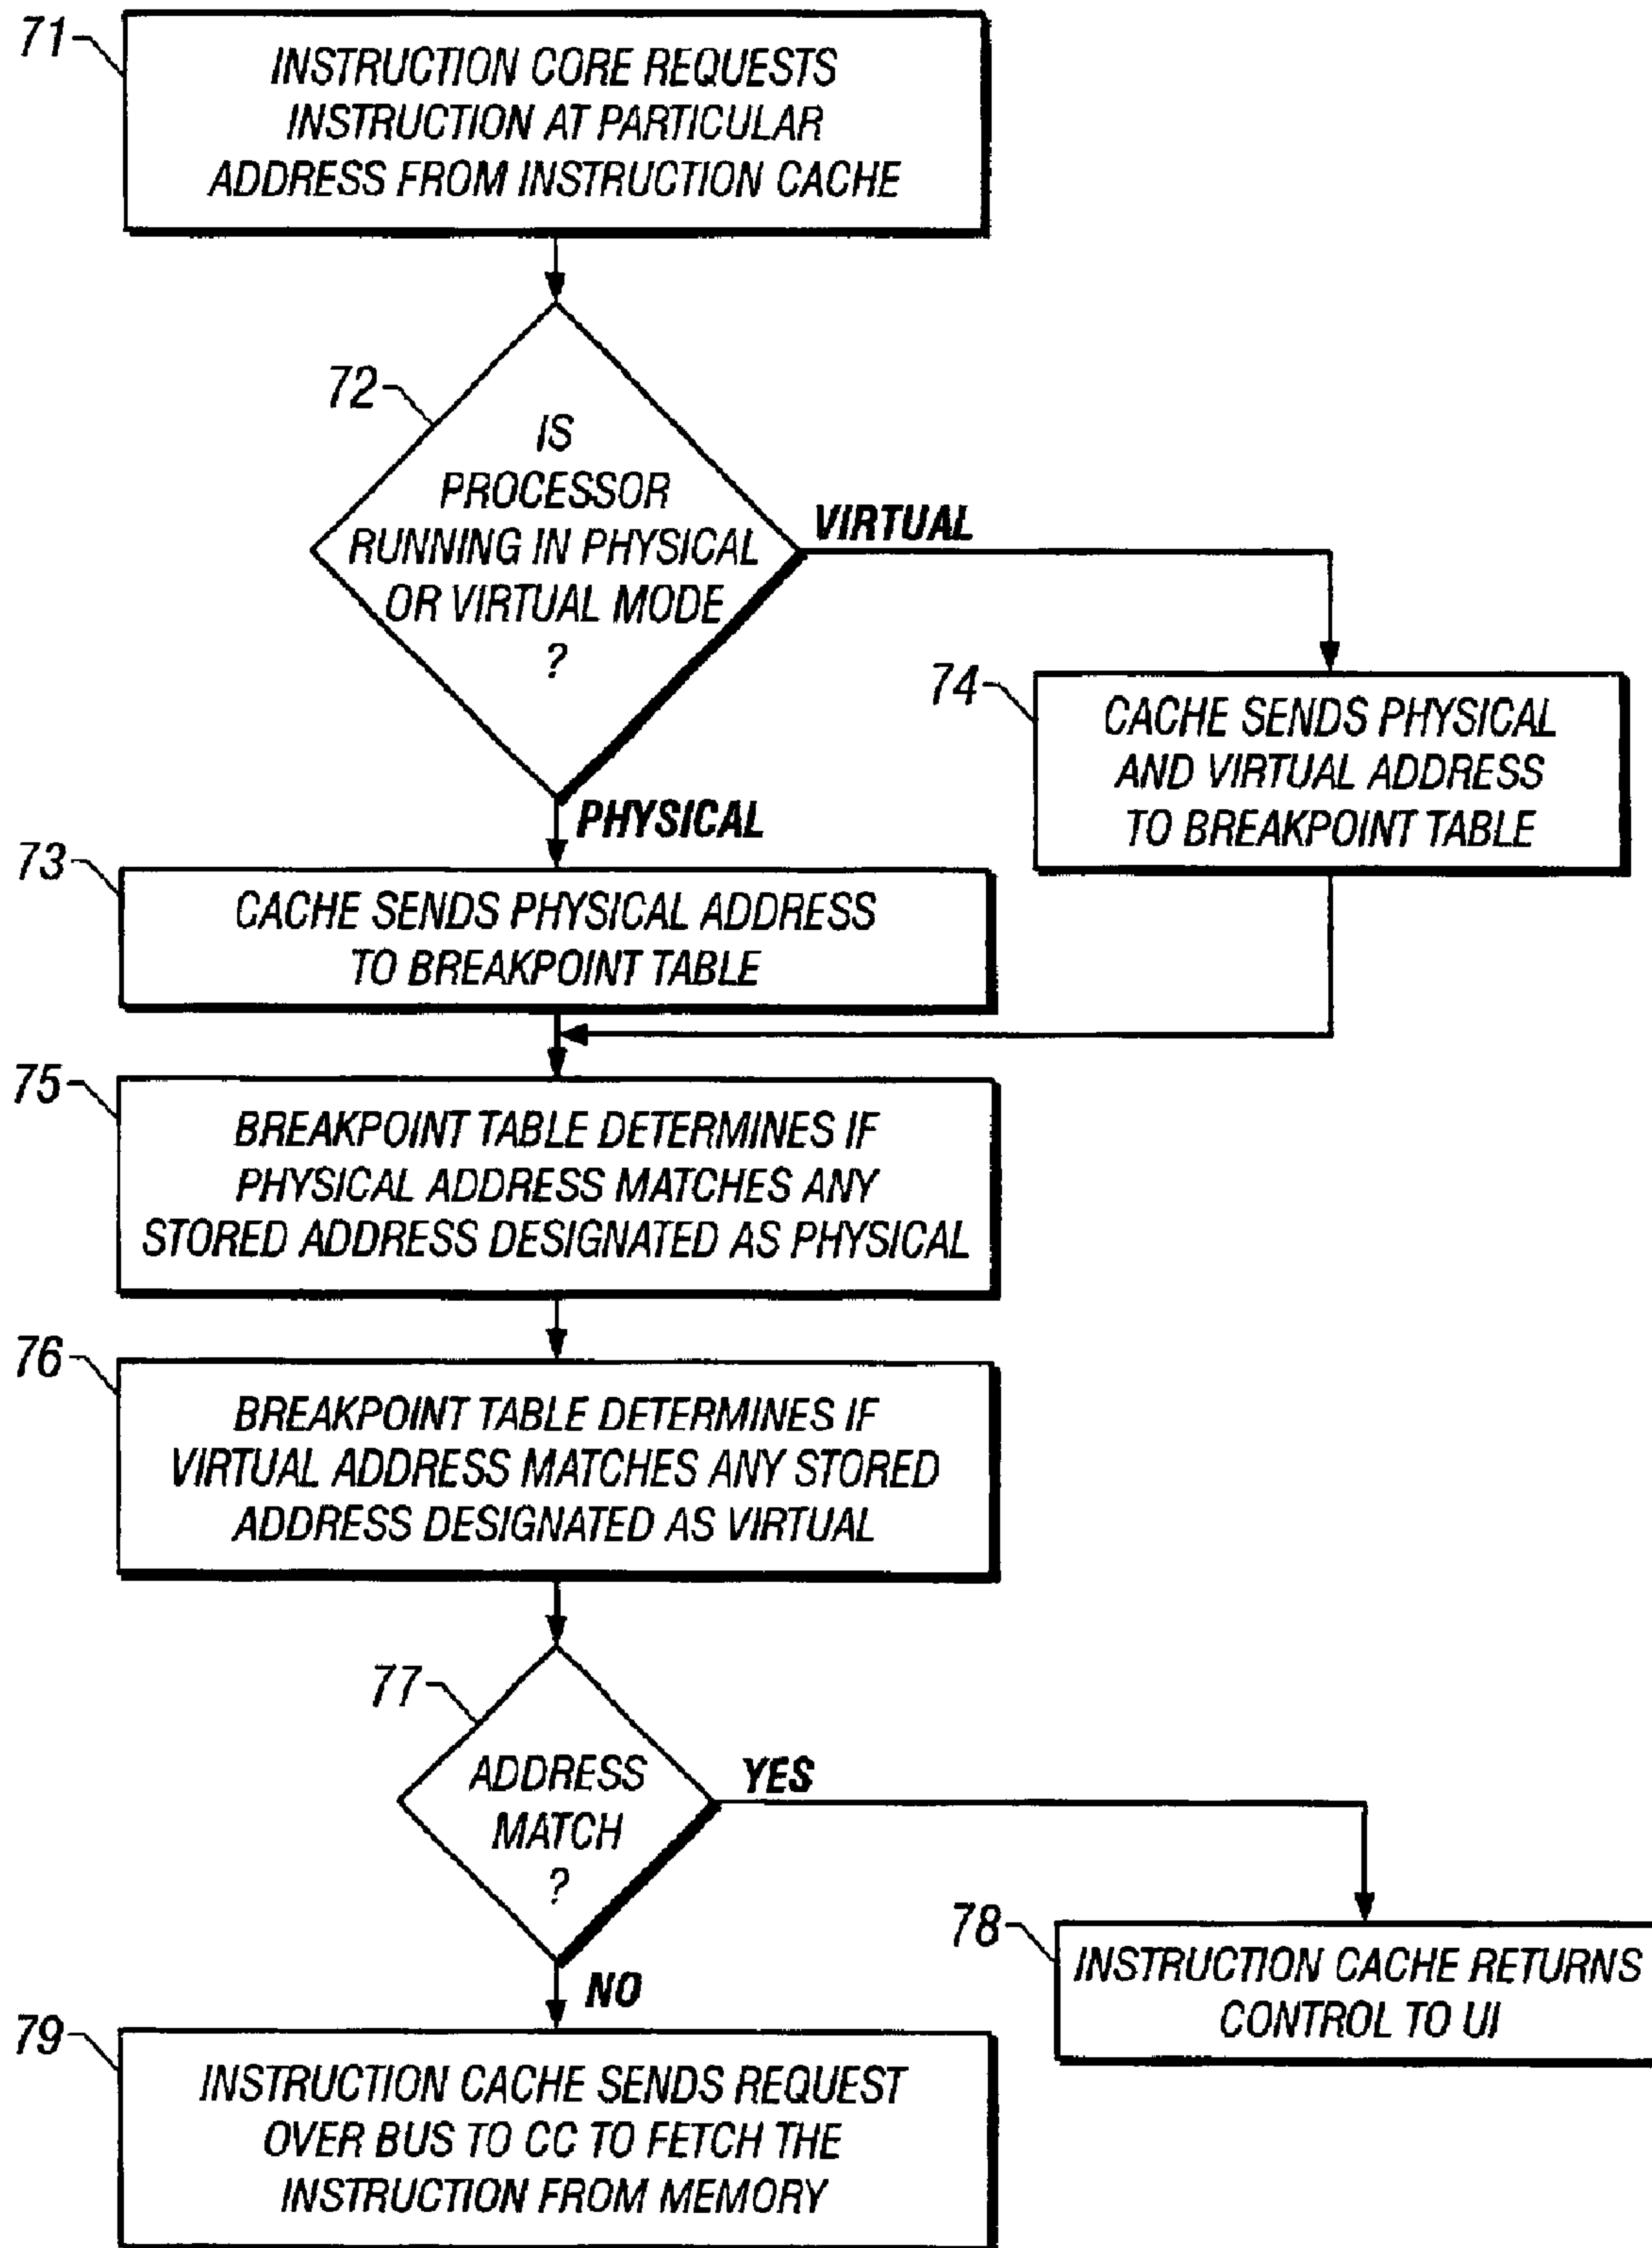 71
INSTRUCTION CORE REQUESTS
INSTRUCTION AT PARTICULAR
ADDRESS FROM INSTRUCTION CACHE
72
IS
PROCESSOR
RUNNING IN PHYSICAL
OR VIRTUAL MODE
?
VIRTUAL
PHYSICAL
74
CACHE SENDS PHYSICAL
AND VIRTUAL ADDRESS
TO BREAKPOINT TABLE
73
CACHE SENDS PHYSICAL ADDRESS
TO BREAKPOINT TABLE
75
BREAKPOINT TABLE DETERMINES IF
PHYSICAL ADDRESS MATCHES ANY
STORED ADDRESS DESIGNATED AS PHYSICAL
76
BREAKPOINT TABLE DETERMINES IF
VIRTUAL ADDRESS MATCHES ANY STORED
ADDRESS DESIGNATED AS VIRTUAL
77
ADDRESS
MATCH
?
YES
NO
78
INSTRUCTION CACHE RETURNS
CONTROL TO UI
79
INSTRUCTION CACHE SENDS REQUEST
OVER BUS TO CC TO FETCH THE
INSTRUCTION FROM MEMORY